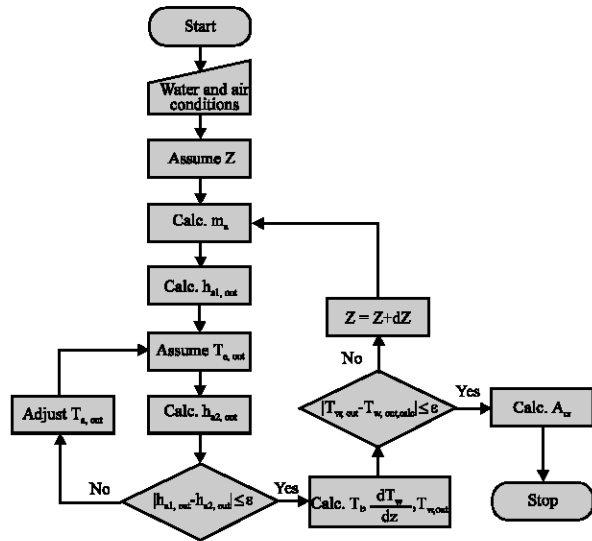 Start
Water and air
conditions
Assume Z
Calc. mₐ
Calc. hₐ₁, out
Assume Tₐ, out
Calc. hₐ₂, out
|hₐ₁, out-hₐ₂, out| ≤ ε
No
Adjust Tₐ, out
Yes
Calc. Tᵢ, dT_w/dz, T_w,out
|T_w, out-T_w, out,calc| ≤ ε
No
Z = Z+dZ
Yes
Calc. A_cr
Stop